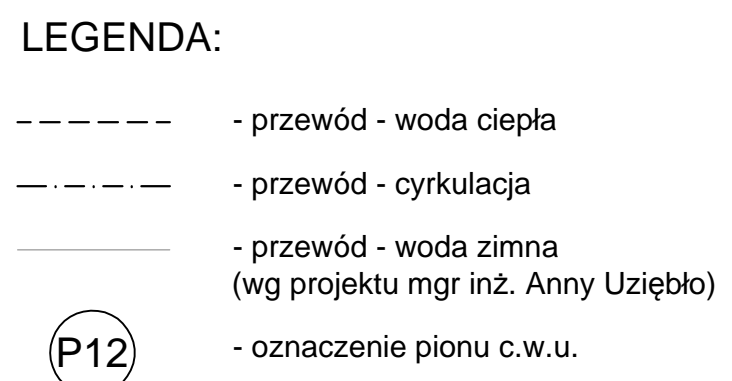 LEGENDA:
- przewód - woda ciepła
- przewód - cyrkulacja
- przewód - woda zimna
(wg projektu mgr inż. Anny Uziębło)
P12 - oznaczenie pionu c.w.u.